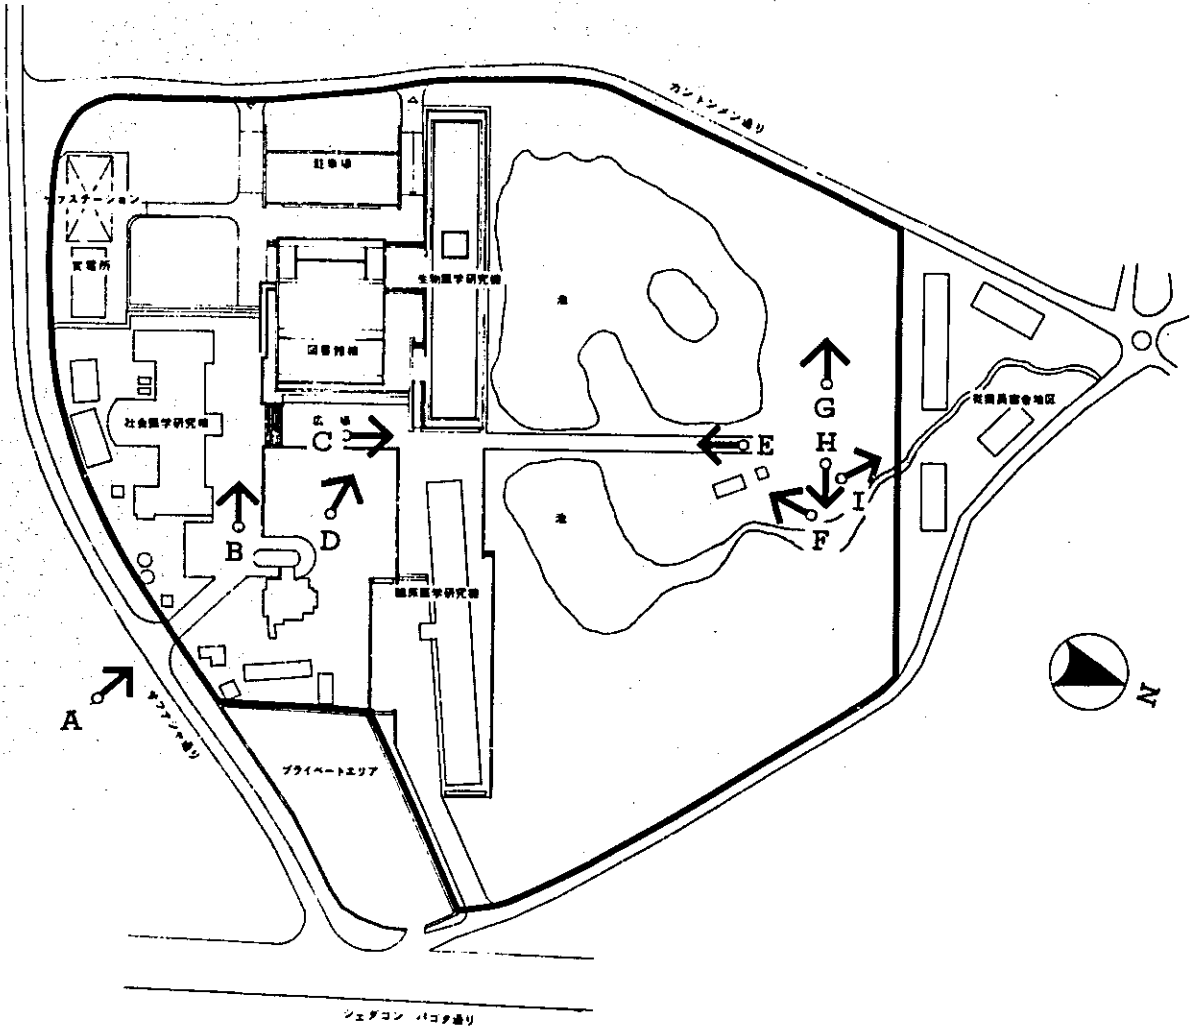 カントンメン通り
駐車場
サブステーション
変電所
生物医学研究棟
池
図書館棟
従業員宿舎地区
社会医学研究棟
広場
C
E
G
H
I
F
B
D
池
臨床医学研究棟
A
N
プライベートエリア
シェダゴン パゴダ通り